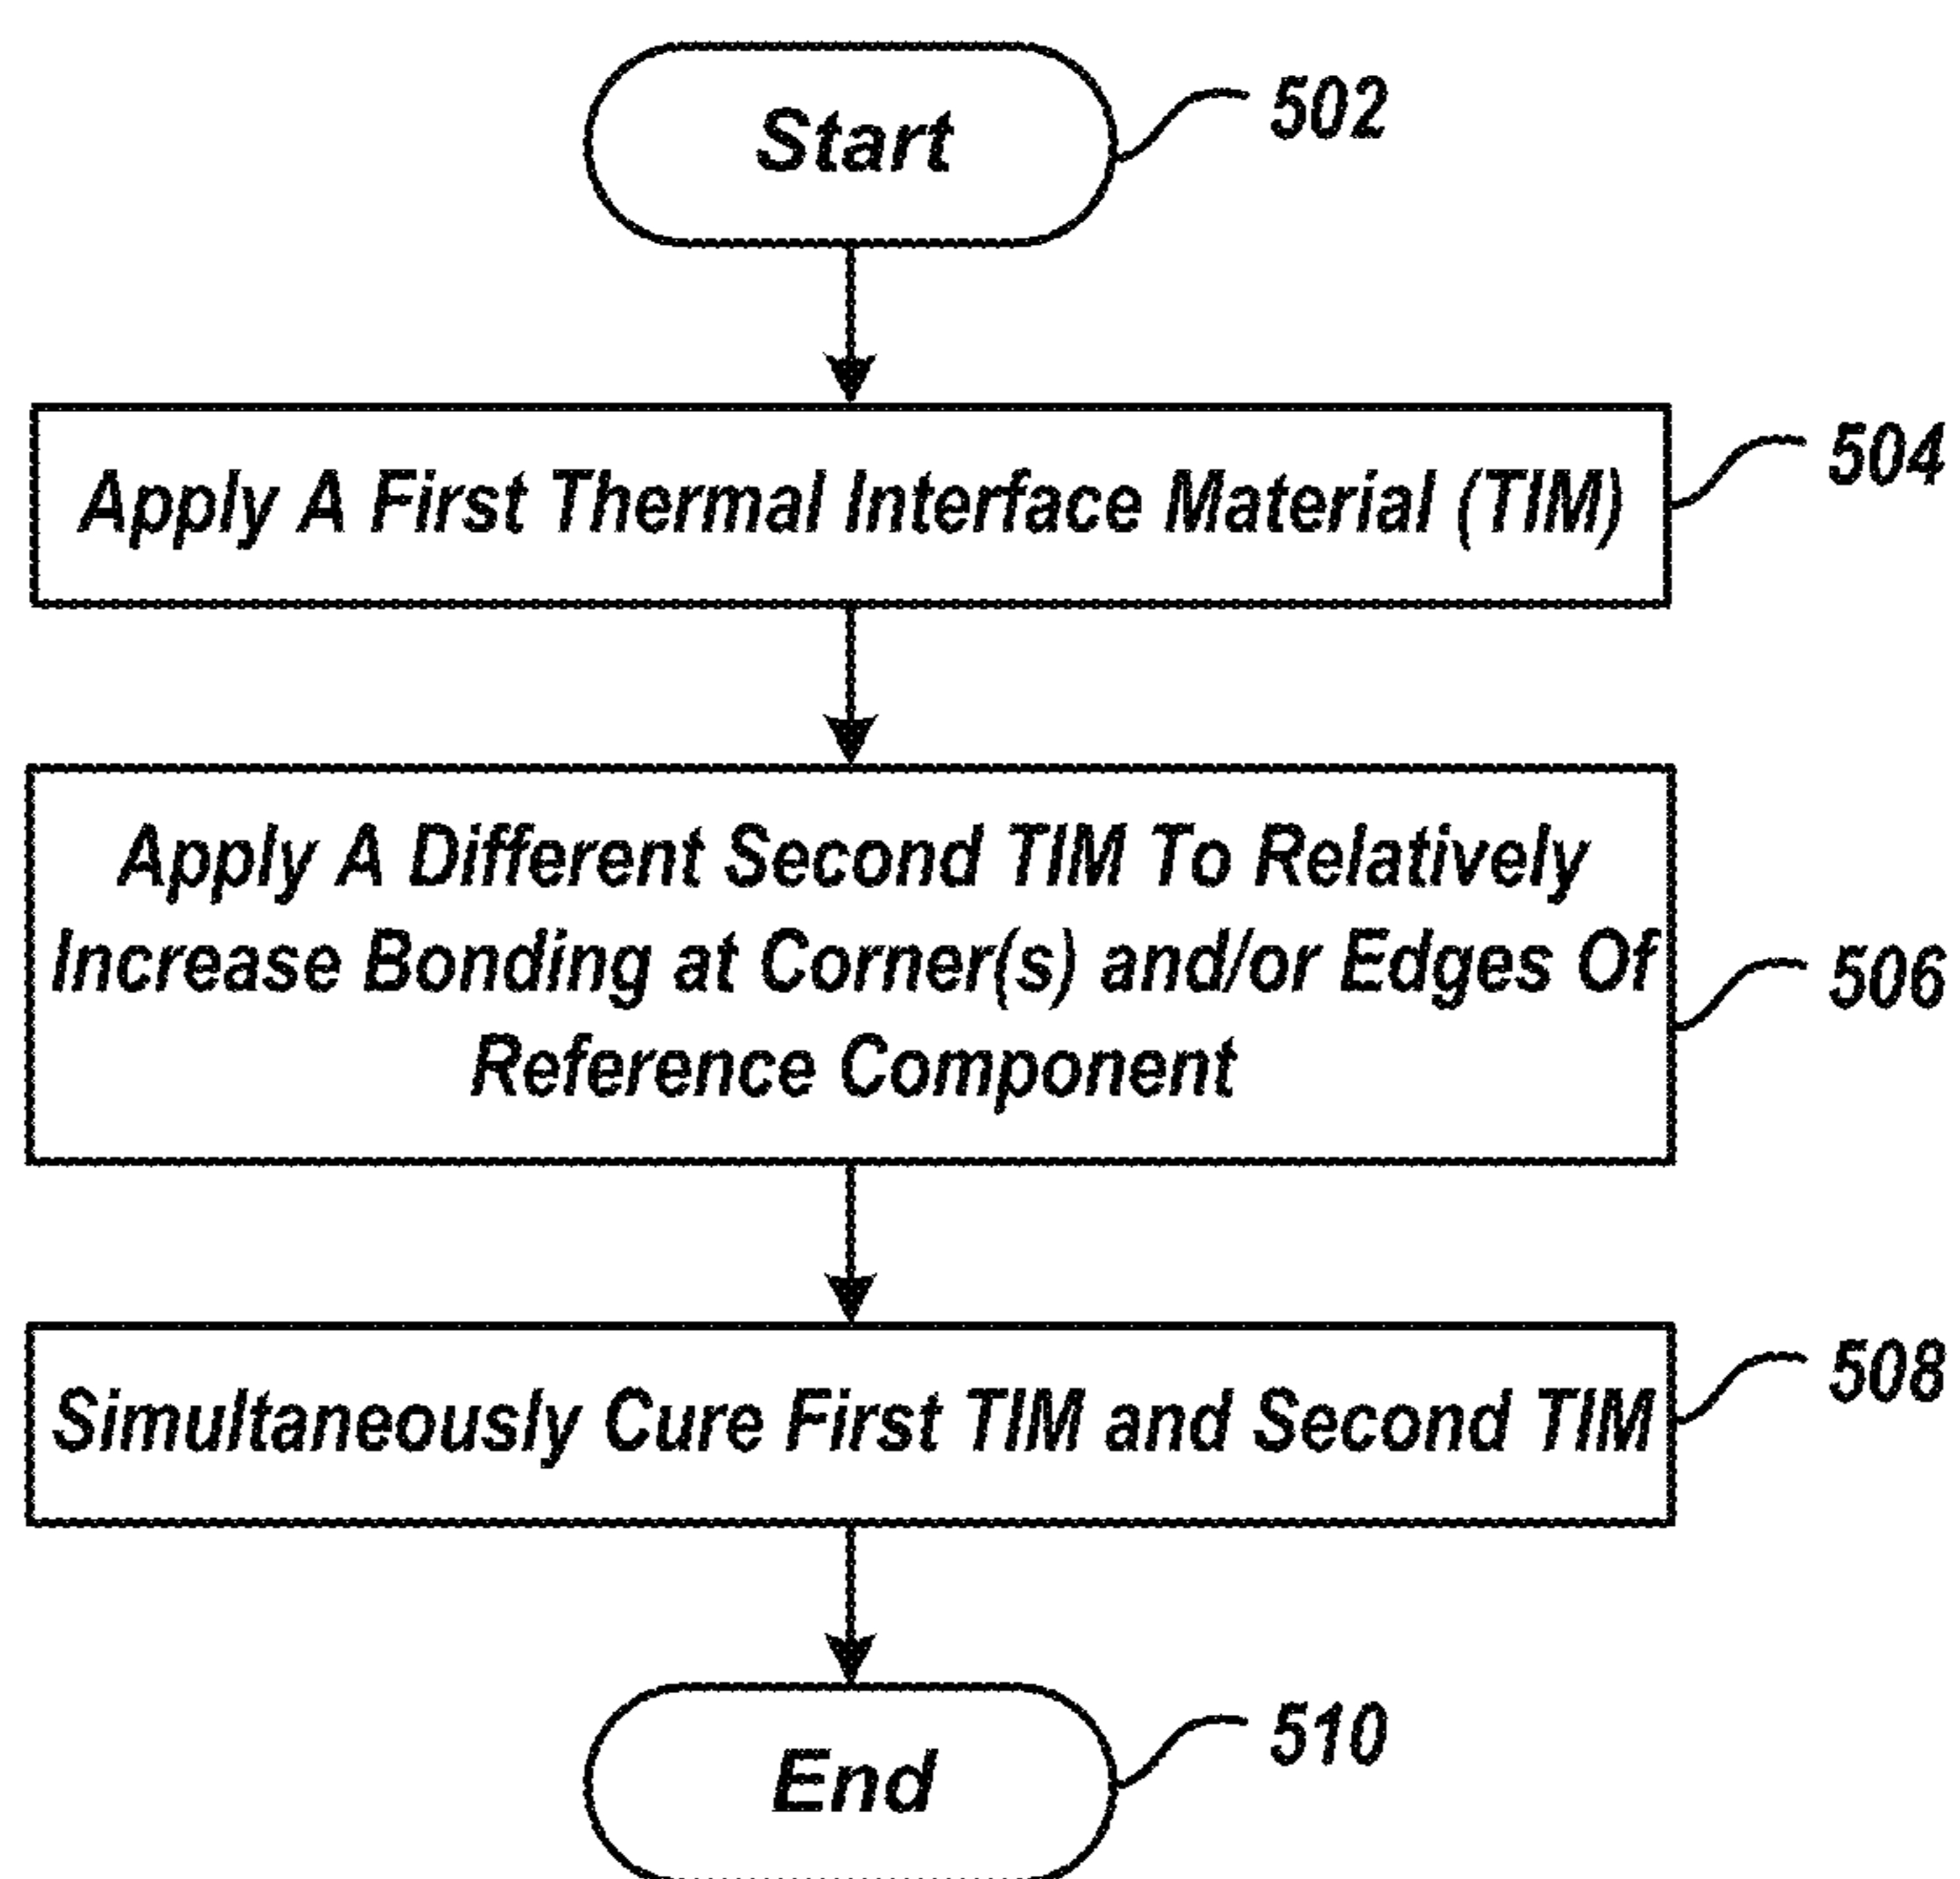 Start
502
Apply A First Thermal Interface Material (TIM)
504
Apply A Different Second TIM To Relatively
Increase Bonding at Corner(s) and/or Edges Of
Reference Component
506
Simultaneously Cure First TIM and Second TIM
508
End
510